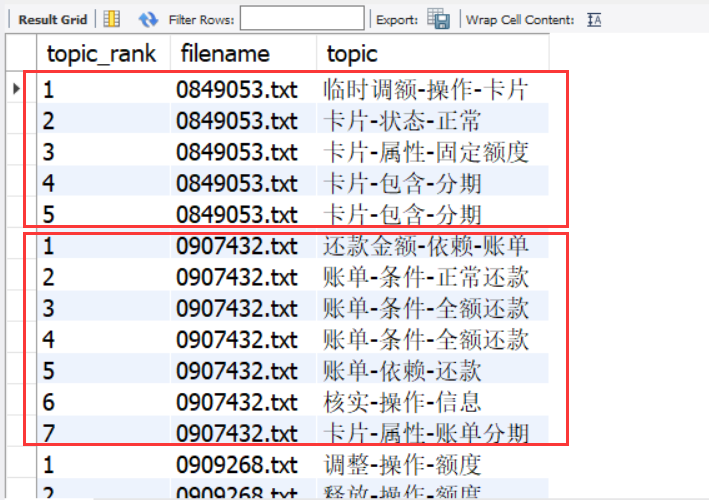 Result Grid Filter Rows: Export: Wrap Cell Content: IA
topic_rank filename topic
1 0849053.txt 临时调额-操作-卡片
2 0849053.txt 卡片-状态-正常
3 0849053.txt 卡片-属性-固定额度
4 0849053.txt 卡片-包含-分期
5 0849053.txt 卡片-包含-分期
1 0907432.txt 还款金额-依赖-账单
2 0907432.txt 账单-条件-正常还款
3 0907432.txt 账单-条件-全额还款
4 0907432.txt 账单-条件-全额还款
5 0907432.txt 账单-依赖-还款
6 0907432.txt 核实-操作-信息
7 0907432.txt 卡片-属性-账单分期
1 0909268.txt 调整-操作-额度
2 0909268.txt 释放-操作-额度